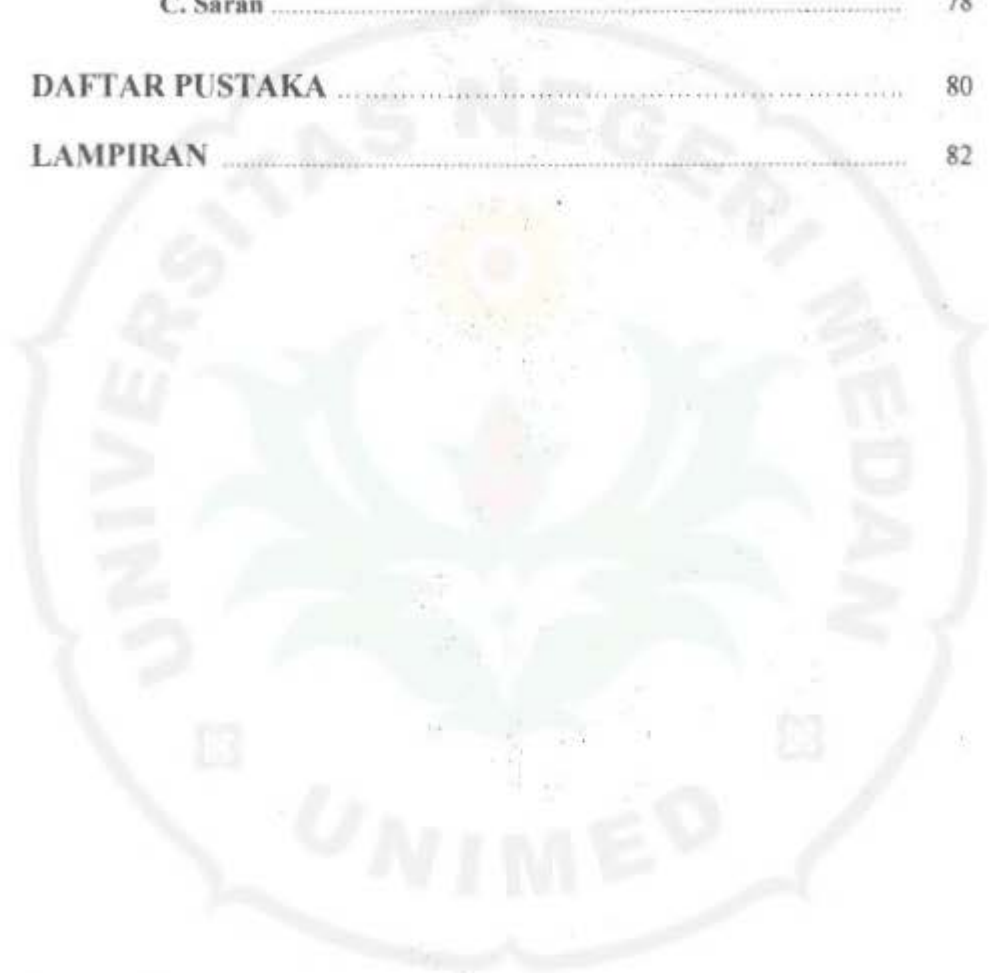 C. Saran ........ 78
DAFTAR PUSTAKA ........ 80
LAMPIRAN ........ 82
UNIVERSITAS NEGERI MEDAN
UNIMED